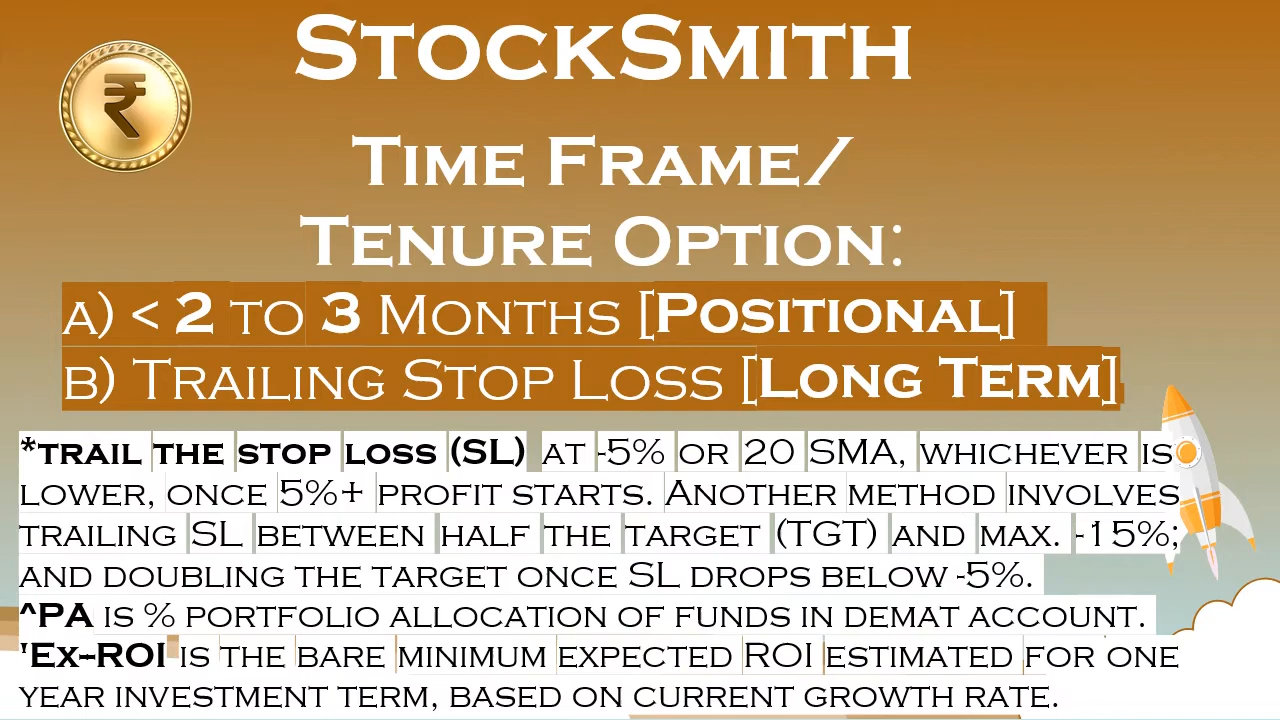 StockSmith
Time Frame/
Tenure Option:
a) < 2 to 3 Months [Positional]
b) Trailing Stop Loss [Long Term]
*trail the stop loss (SL) at -5% or 20 SMA, whichever is
lower, once 5%+ profit starts. Another method involves
trailing SL between half the target (TGT) and max. -15%;
and doubling the target once SL drops below -5%.
^PA is % portfolio allocation of funds in demat account.
'Ex-ROI is the bare minimum expected ROI estimated for one
year investment term, based on current growth rate.